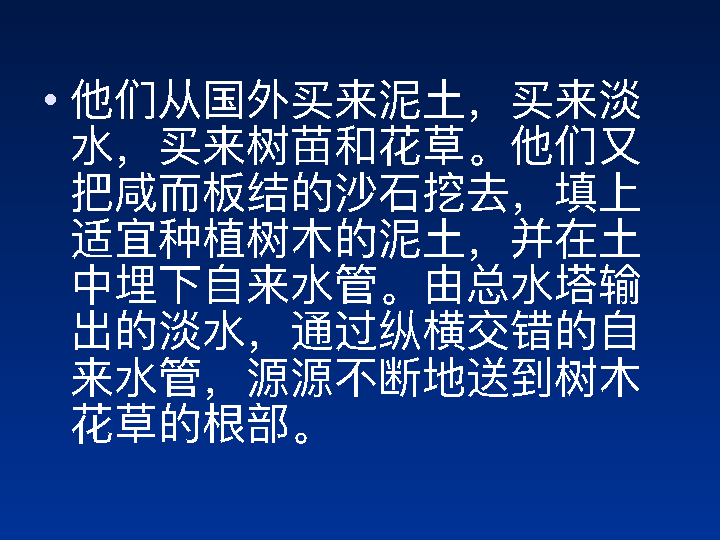 • 他们从国外买来泥土，买来淡
水，买来树苗和花草。他们又
把咸而板结的沙石挖去，填上
适宜种植树木的泥土，并在土
中埋下自来水管。由总水塔输
出的淡水，通过纵横交错的自
来水管，源源不断地送到树木
花草的根部。